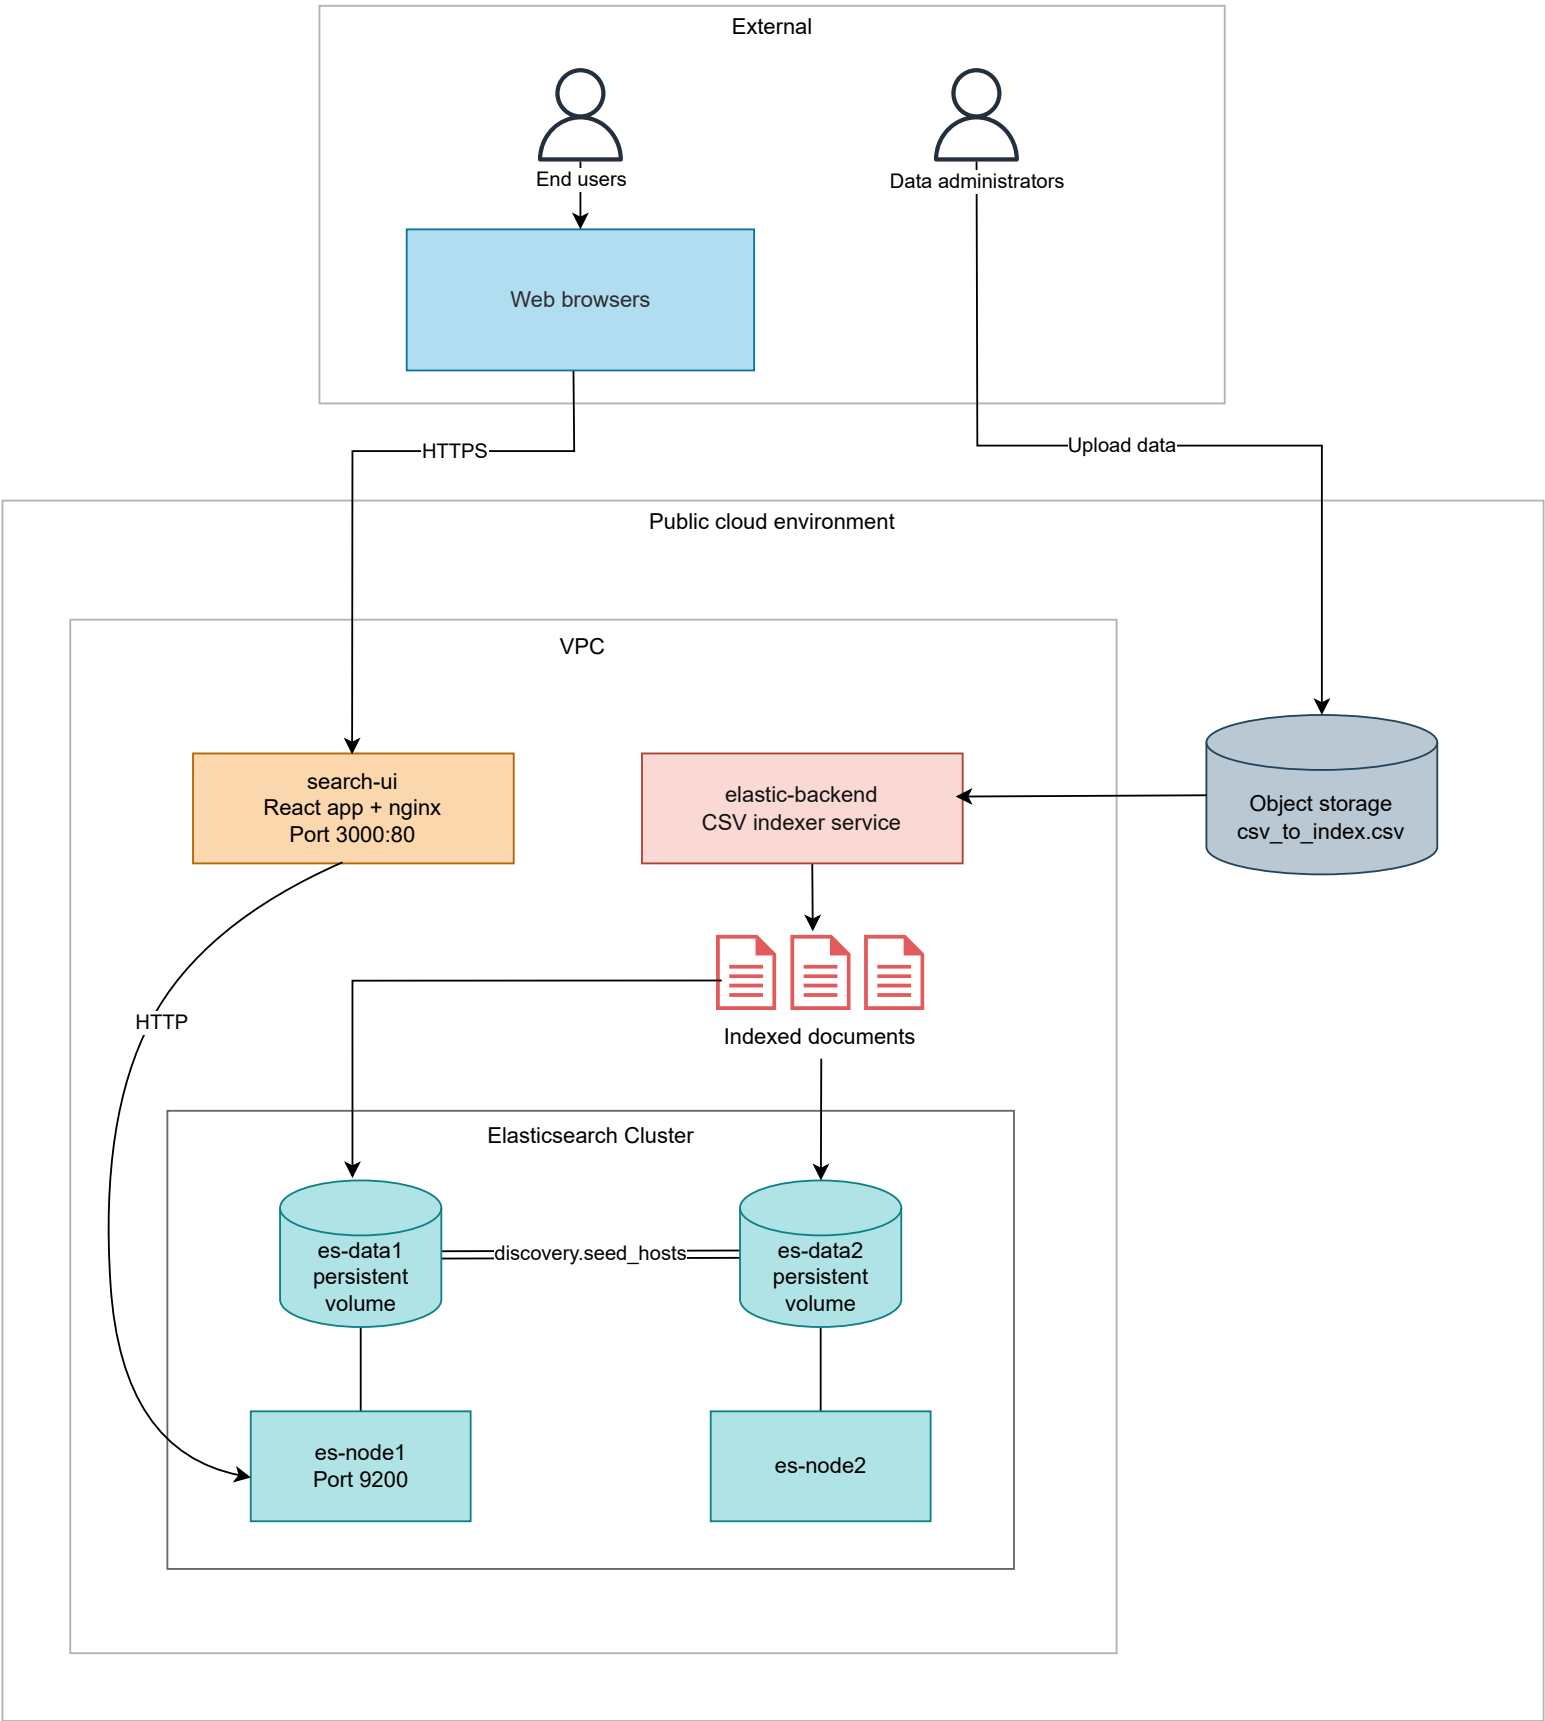 External
End users
Data administrators
Web browsers
HTTPS
Upload data
Public cloud environment
VPC
search-ui
React app + nginx
Port 3000:80
elastic-backend
CSV indexer service
Object storage
csv_to_index.csv
HTTP
Indexed documents
Elasticsearch Cluster
es-data1
persistent
volume
discovery.seed_hosts
es-data2
persistent
volume
es-node1
Port 9200
es-node2